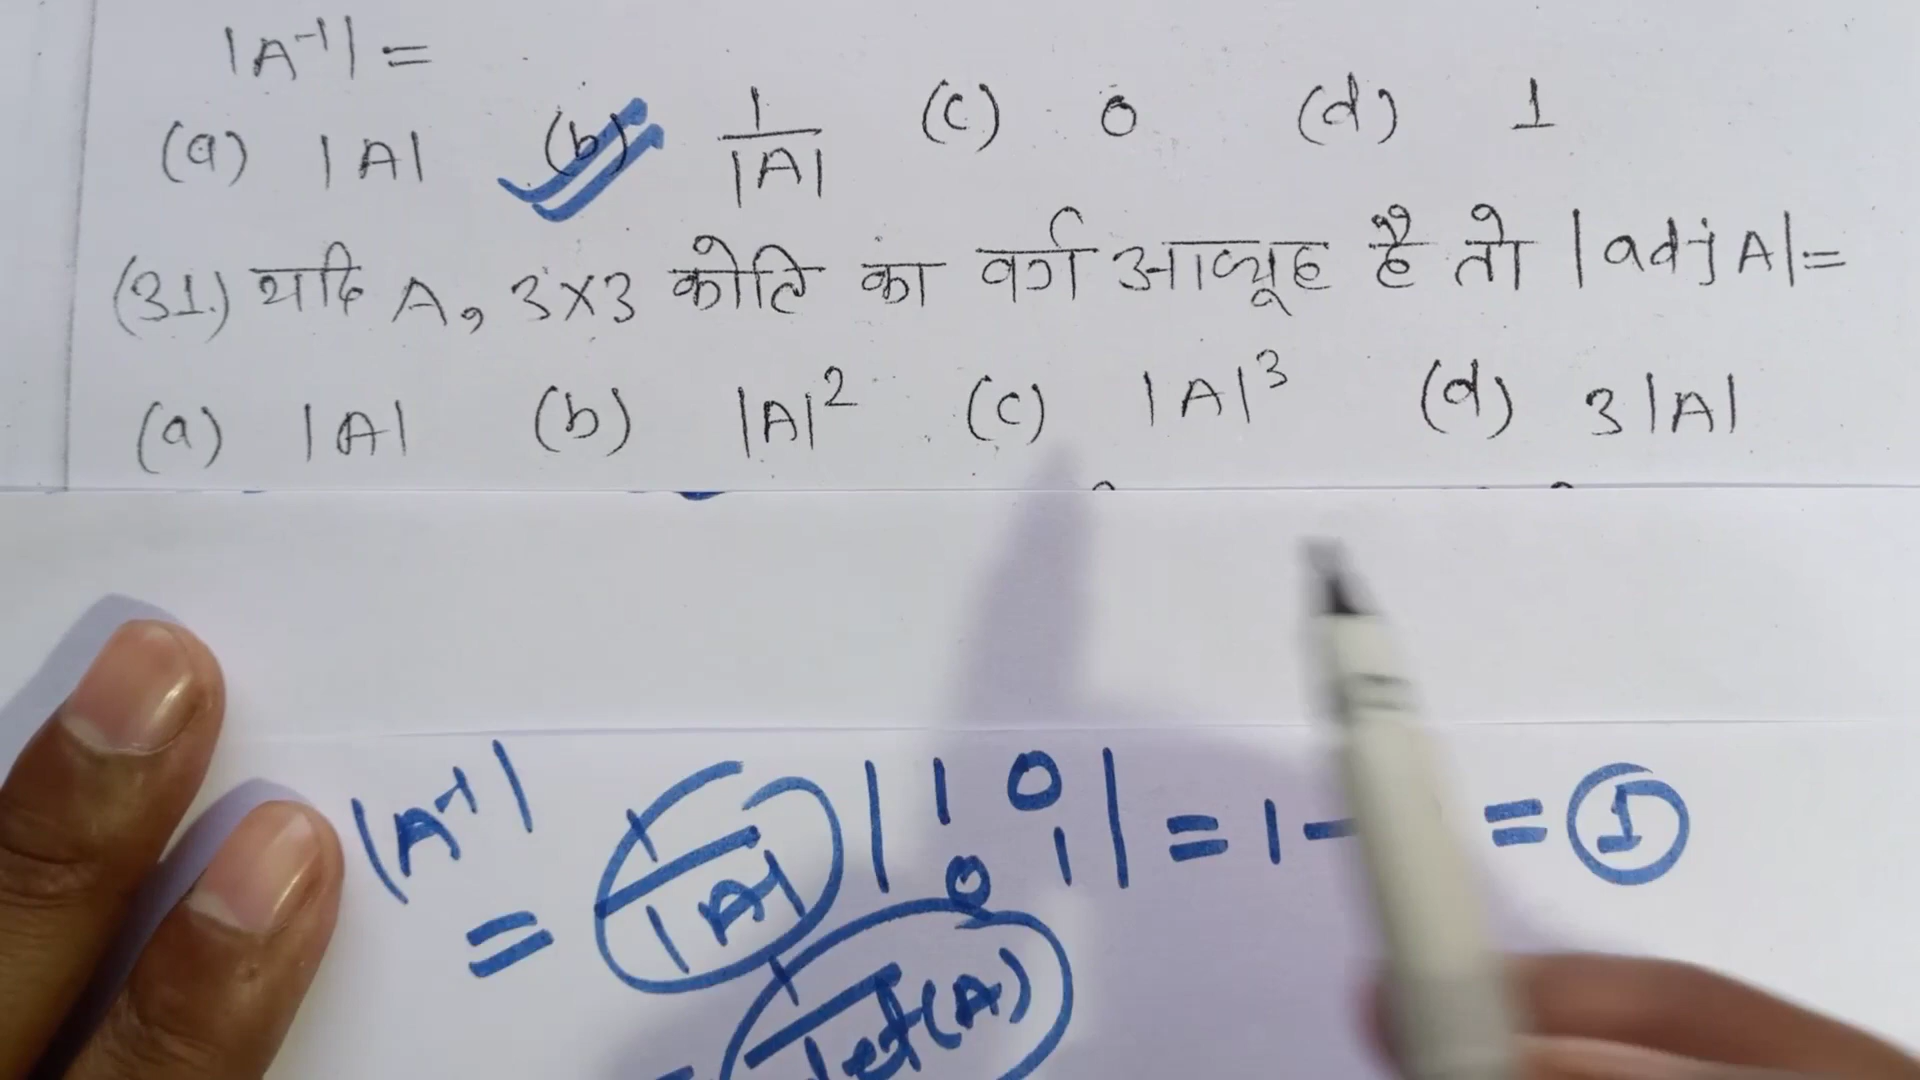 |A⁻¹| =
(a) |A| (b) 1/|A| (c) 0 (d) 1
(31.) यदि A, 3×3 कोटि का वर्ग आव्यूह है तो |adj A| =
(a) |A| (b) |A|² (c) |A|³ (d) 3|A|
|A⁻¹| = 1/|A| |1 0
0 1| = 1 - = 1